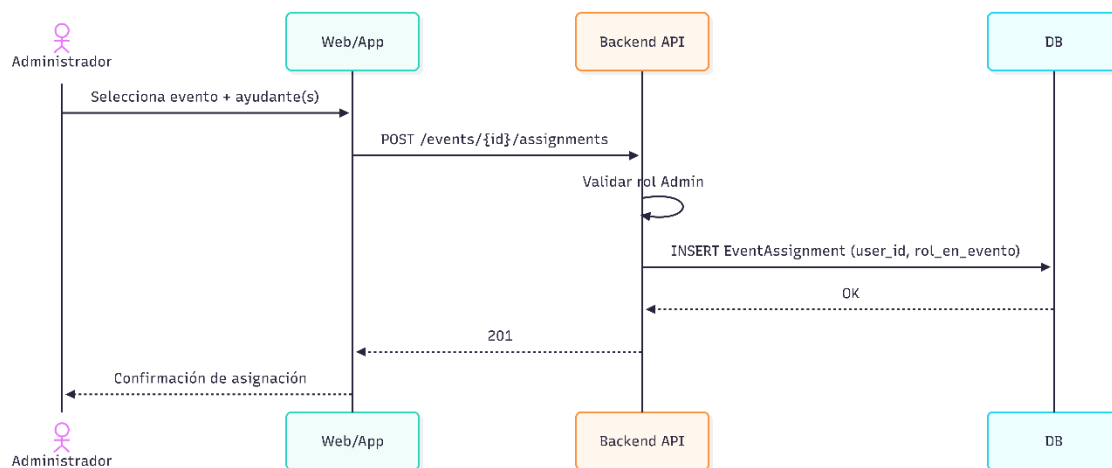 Administrador
Web/App
Backend API
DB
Selecciona evento + ayudante(s)
POST /events/{id}/assignments
Validar rol Admin
INSERT EventAssignment (user_id, rol_en_evento)
OK
201
Confirmación de asignación
Administrador
Web/App
Backend API
DB